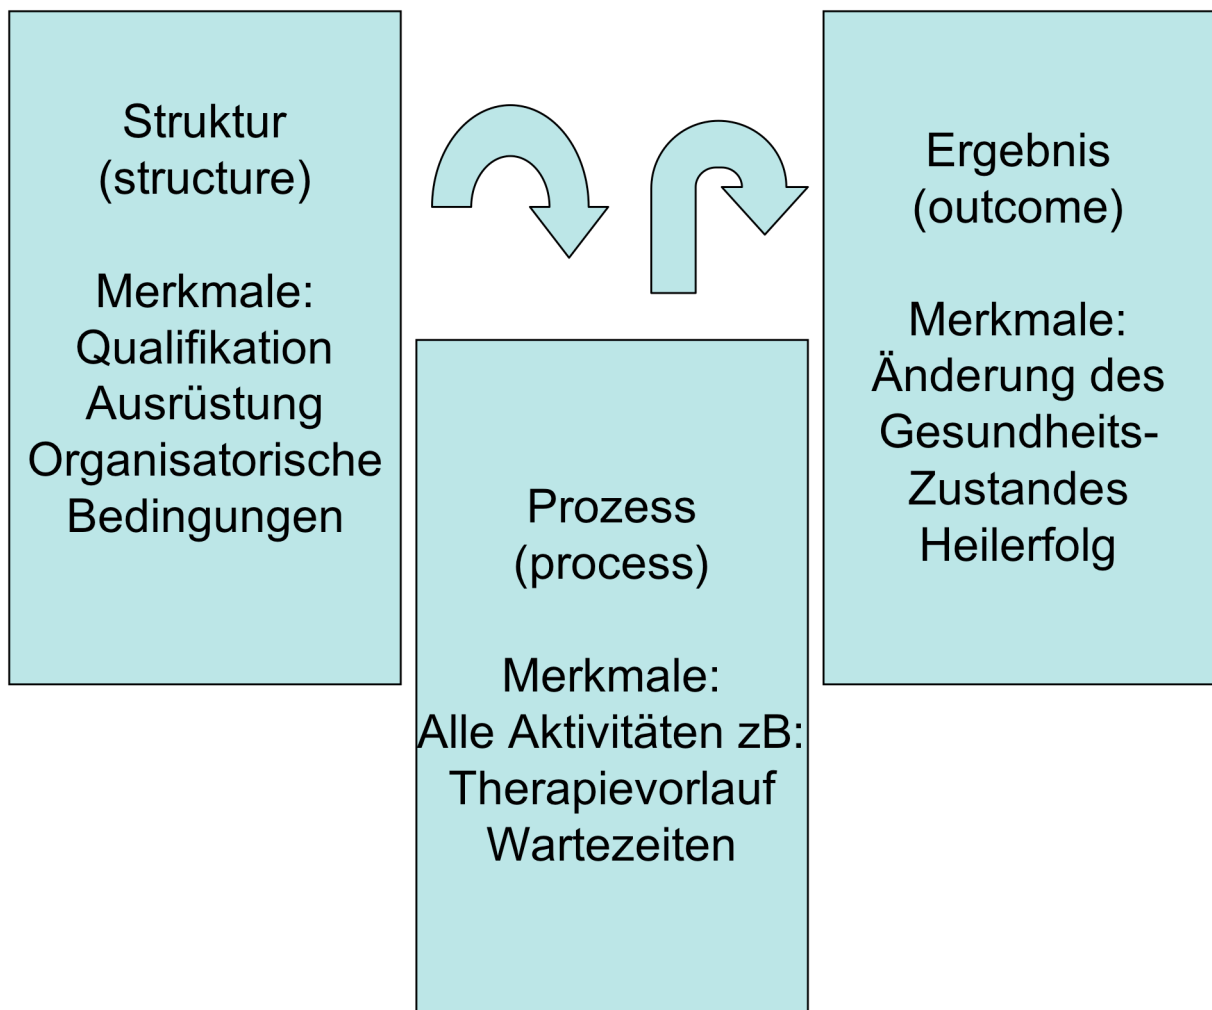 Struktur
(structure)
Merkmale:
Qualifikation
Ausrüstung
Organisatorische
Bedingungen
Prozess
(process)
Merkmale:
Alle Aktivitäten zB:
Therapievorlauf
Wartezeiten
Ergebnis
(outcome)
Merkmale:
Änderung des
Gesundheits-
Zustandes
Heilerfolg